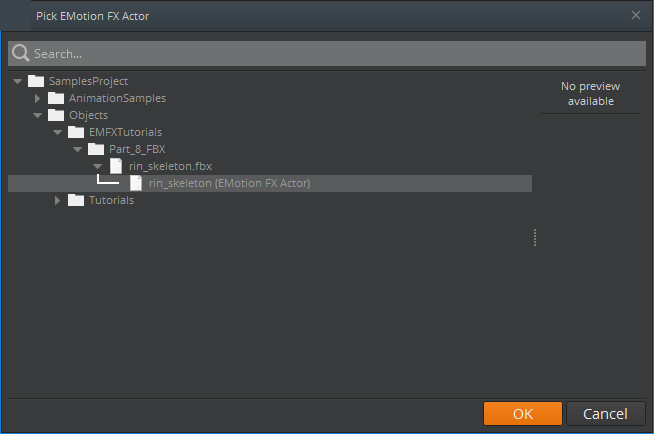 Pick EMotion FX Actor
Search...
SamplesProject
AnimationSamples
Objects
EMFXTutorials
Part_8_FBX
rin_skeleton.fbx
rin_skeleton (EMotion FX Actor)
Tutorials
No preview
available
OK
Cancel